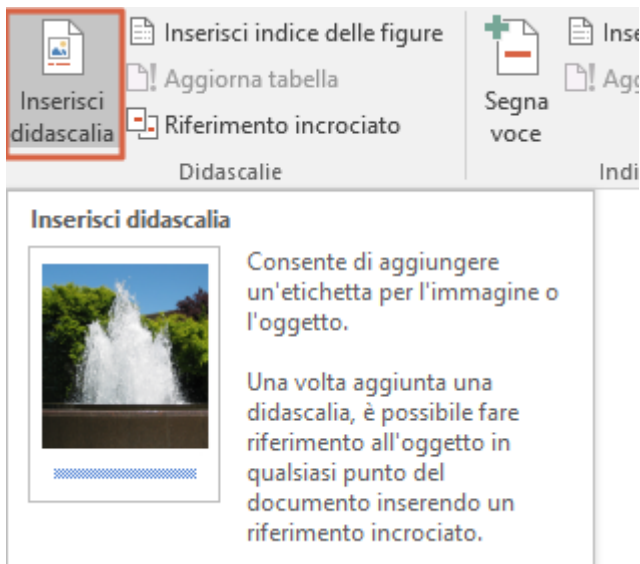 Inserisci didascalia
Inserisci indice delle figure
Aggiorna tabella
Riferimento incrociato
Didascalie
Segna voce
Inserisci didascalia
Consente di aggiungere
un'etichetta per l'immagine o
l'oggetto.
Una volta aggiunta una
didascalia, è possibile fare
riferimento all'oggetto in
qualsiasi punto del
documento inserendo un
riferimento incrociato.